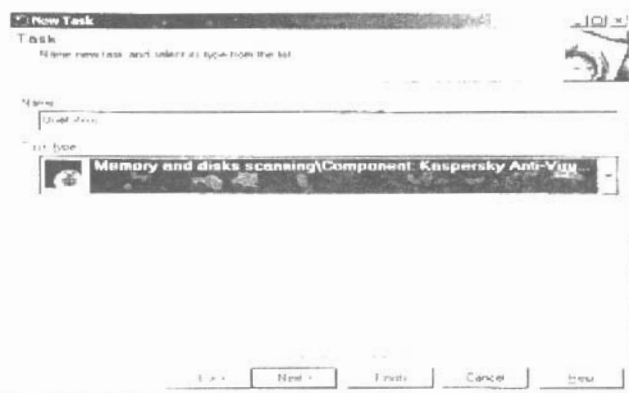 New Task
Task
Name new task and select its type from the list
Name
Task type
Memory and disks scanning\Component Kaspersky Anti-Viru...
Next > Finish Cancel Help